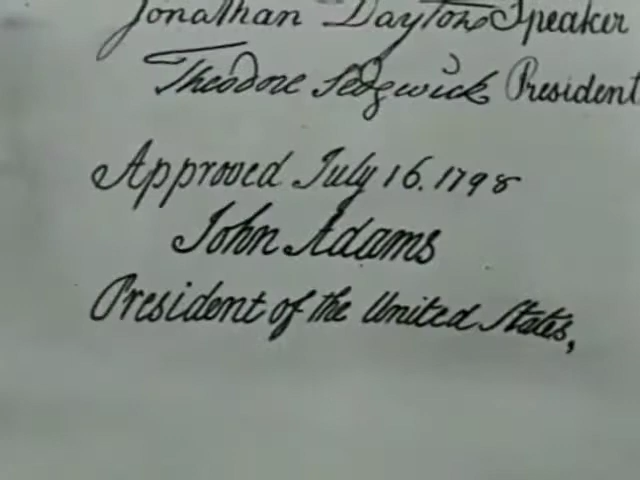 Jonathan Dayton Speaker
Theodore Sedgwick President
Approved July 16. 1798
John Adams
President of the United States,